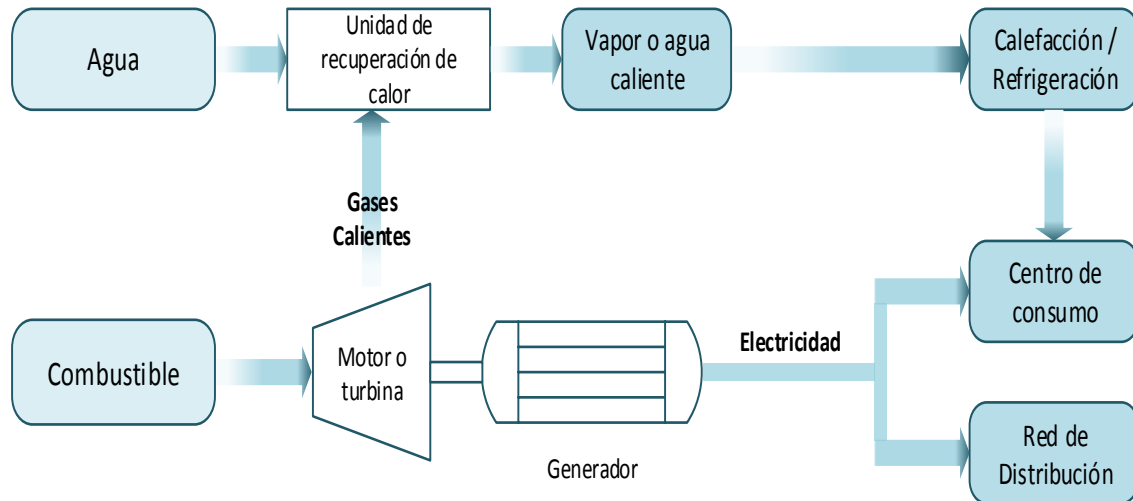 Agua
Unidad de
recuperación de
calor
Vapor o agua
caliente
Calefacción /
Refrigeración
Gases
Calientes
Combustible
Motor o
turbina
Generador
Electricidad
Centro de
consumo
Red de
Distribución